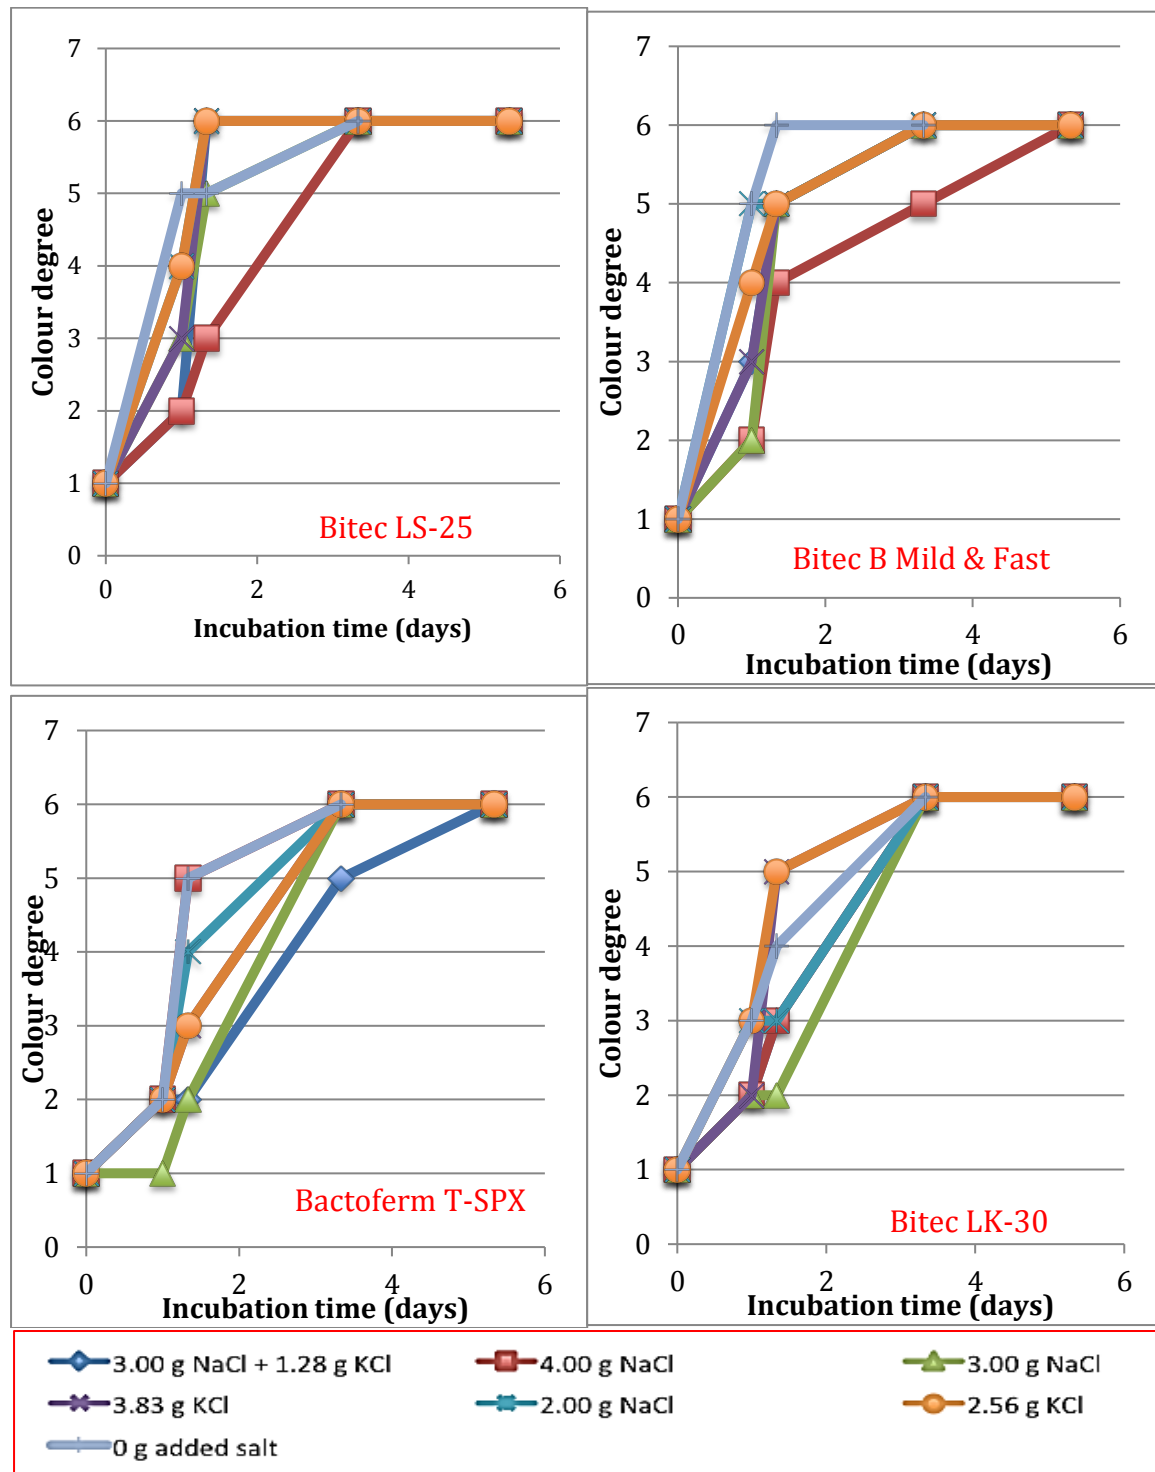 7
6
5
4
3
2
1
0
Colour degree
Bitec LS-25
0 2 4 6
Incubation time (days)
7
6
5
4
3
2
1
0
Colour degree
Bitec B Mild & Fast
0 2 4 6
Incubation time (days)
7
6
5
4
3
2
1
0
Colour degree
Bactoferm T-SPX
0 2 4 6
Incubation time (days)
7
6
5
4
3
2
1
0
Colour degree
Bitec LK-30
0 2 4 6
Incubation time (days)
3.00 g NaCl + 1.28 g KCl 4.00 g NaCl 3.00 g NaCl
3.83 g KCl 2.00 g NaCl 2.56 g KCl
0 g added salt